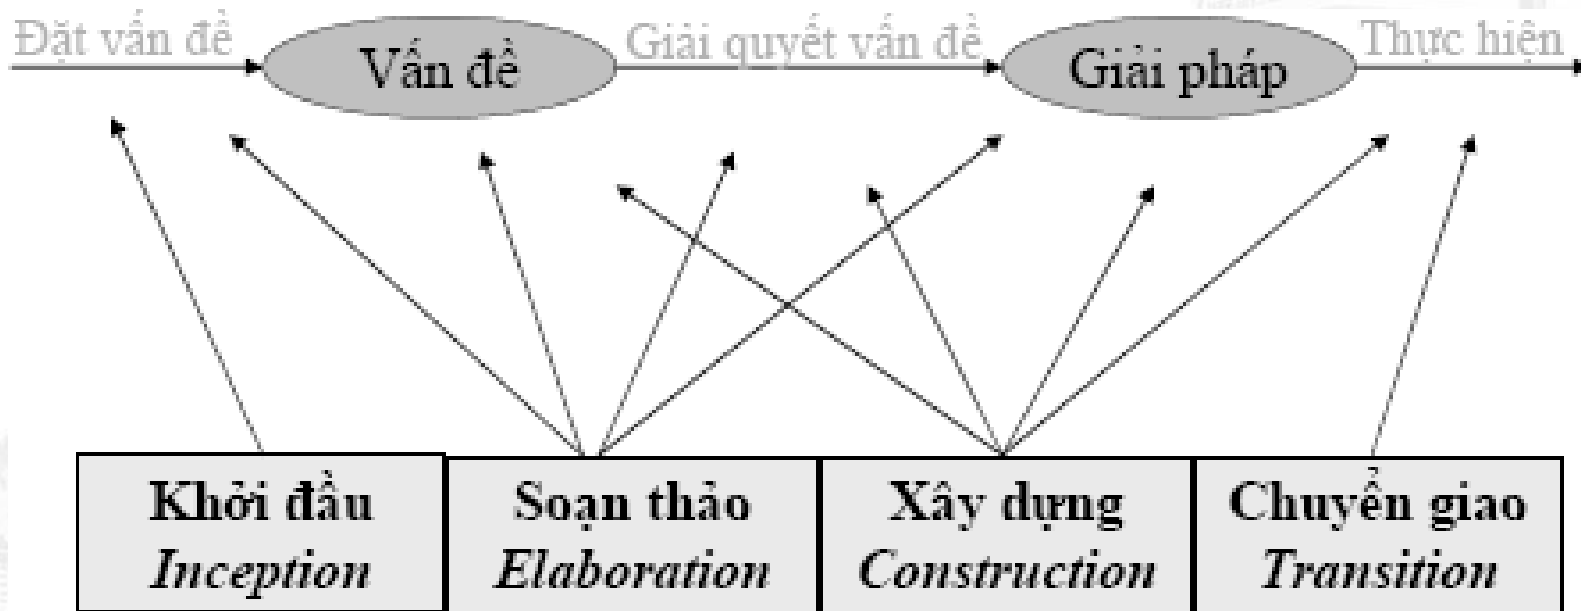 Đặt vấn đề
Vấn đề
Giải quyết vấn đề
Giải pháp
Thực hiện
Khởi đầu
Inception
Soạn thảo
Elaboration
Xây dựng
Construction
Chuyển giao
Transition